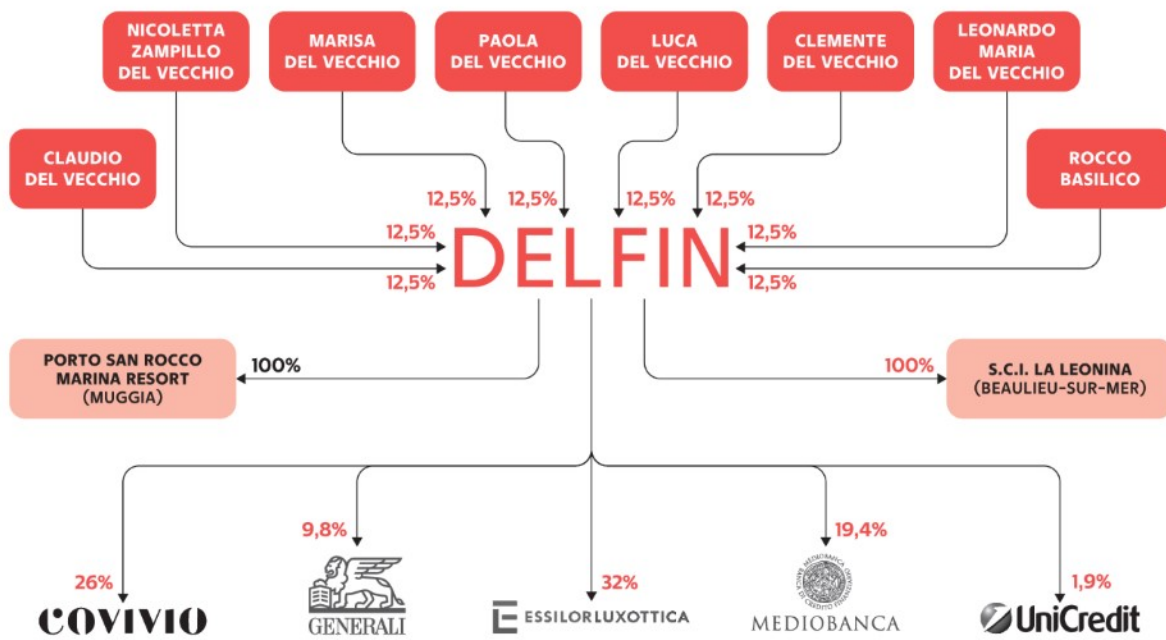 NICOLETTA
ZAMPILLO
DEL VECCHIO
MARISA
DEL VECCHIO
PAOLA
DEL VECCHIO
LUCA
DEL VECCHIO
CLEMENTE
DEL VECCHIO
LEONARDO
MARIA
DEL VECCHIO
CLAUDIO
DEL VECCHIO
ROCCO
BASILICO
12,5%
12,5%
12,5%
12,5%
12,5%
12,5%
12,5%
12,5%
DELFIN
PORTO SAN ROCCO
MARINA RESORT
(MUGGIA)
100%
100%
S.C.I. LA LEONINA
(BEAULIEU-SUR-MER)
26%
COVIVIO
9,8%
GENERALI
32%
ESSILORLUXOTTICA
19,4%
MEDIOBANCA
1,9%
UniCredit